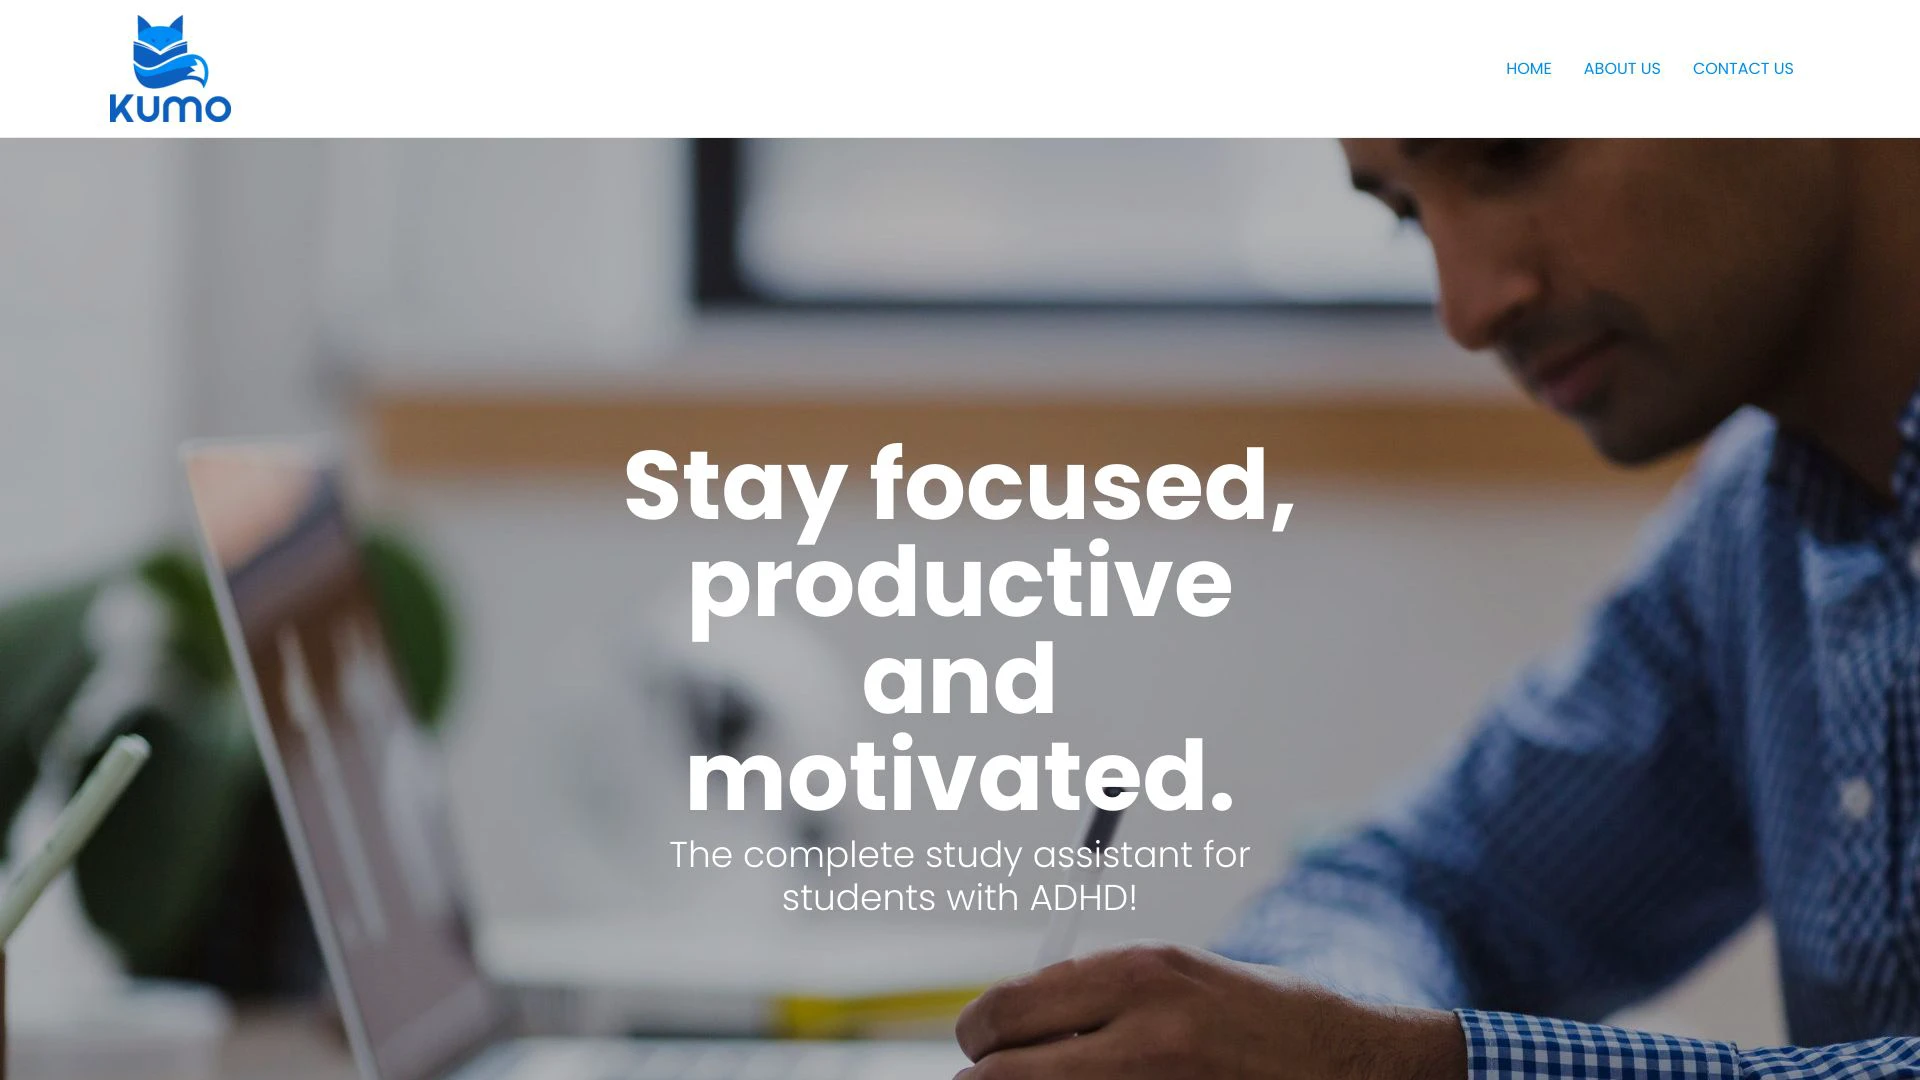 KUMO
HOME
ABOUT US
CONTACT US
Stay focused,
productive
and
motivated.
The complete study assistant for
students with ADHD!